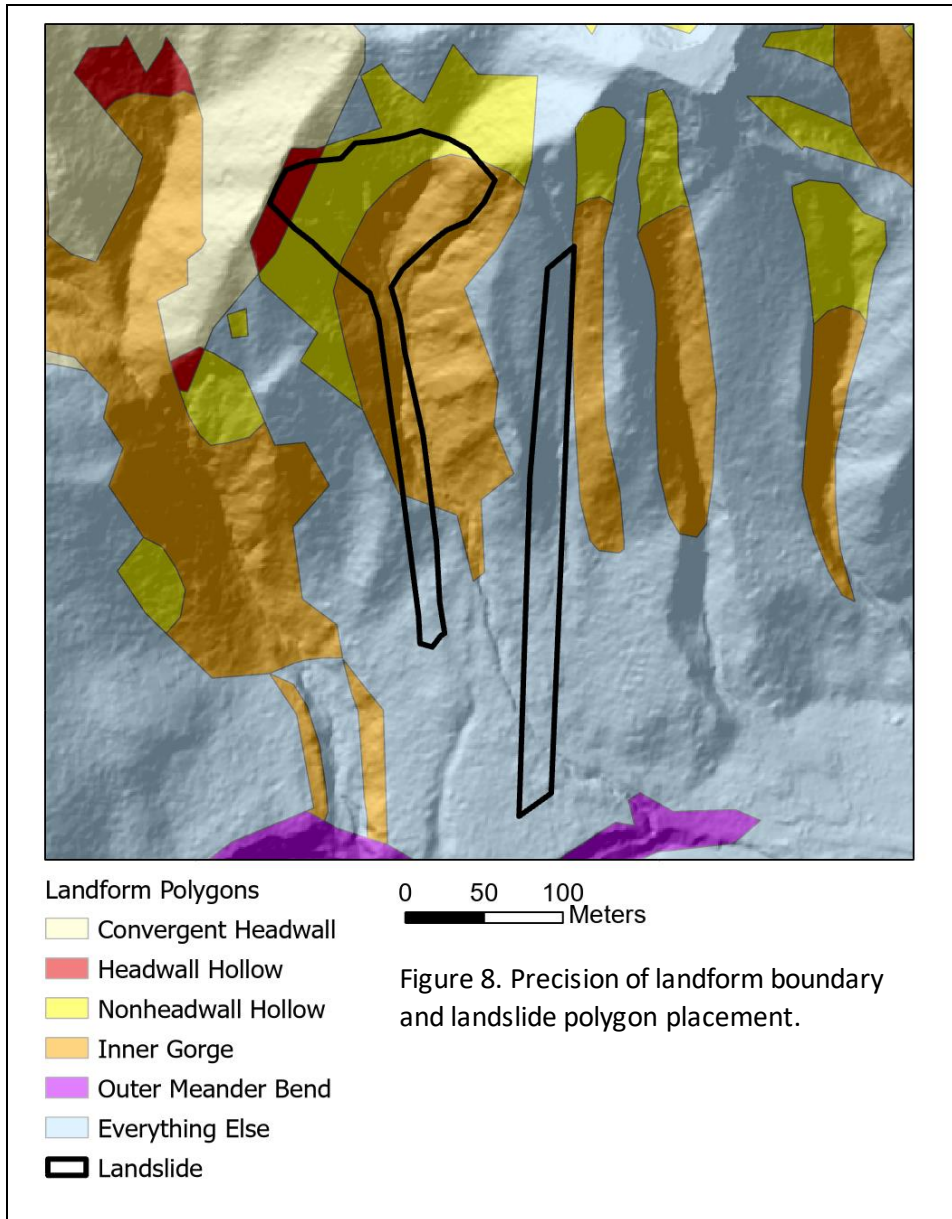 Landform Polygons
Convergent Headwall
Headwall Hollow
Nonheadwall Hollow
Inner Gorge
Outer Meander Bend
Everything Else
Landslide
0 50 100
Meters
Figure 8. Precision of landform boundary
and landslide polygon placement.